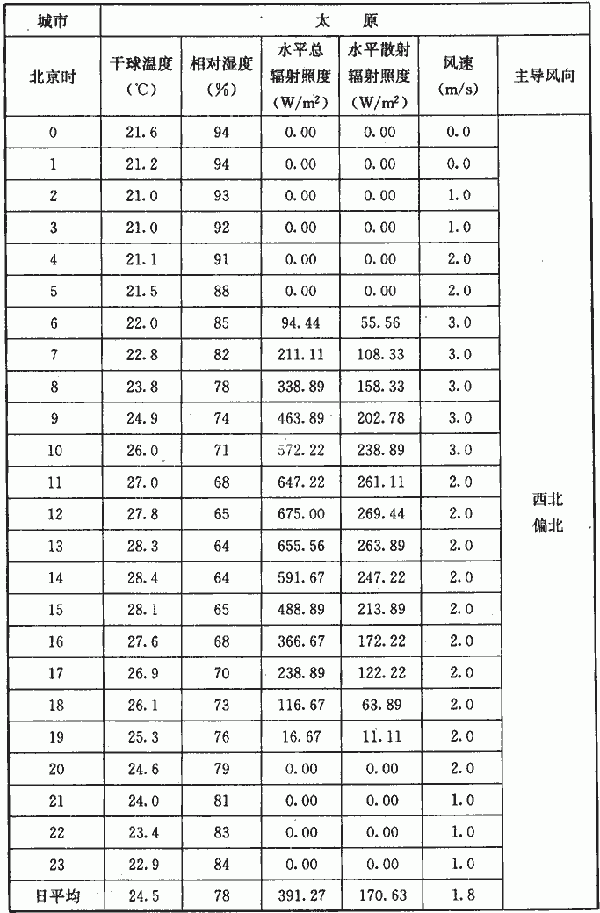 城市 太 原
北京时 干球温度（℃） 相对湿度（%） 水平总辐射照度（W/m²） 水平散射辐射照度（W/m²） 风速（m/s） 主导风向
0 21.6 94 0.00 0.00 0.0
1 21.2 94 0.00 0.00 0.0
2 21.0 93 0.00 0.00 1.0
3 21.0 92 0.00 0.00 1.0
4 21.1 91 0.00 0.00 2.0
5 21.5 88 0.00 0.00 2.0
6 22.0 85 94.44 55.56 3.0
7 22.8 82 211.11 108.33 3.0
8 23.8 78 338.89 158.33 3.0
9 24.9 74 463.89 202.78 3.0
10 26.0 71 572.22 238.89 3.0
11 27.0 68 647.22 261.11 2.0
12 27.8 65 675.00 269.44 2.0
13 28.3 64 655.56 263.89 2.0
14 28.4 64 591.67 247.22 2.0
15 28.1 65 488.89 213.89 2.0
16 27.6 68 366.67 172.22 2.0
17 26.9 70 238.89 122.22 2.0
18 26.1 73 116.67 63.89 2.0
19 25.3 76 16.67 11.11 2.0
20 24.6 79 0.00 0.00 2.0
21 24.0 81 0.00 0.00 1.0
22 23.4 83 0.00 0.00 1.0
23 22.9 84 0.00 0.00 1.0
日平均 24.5 78 391.27 170.63 1.8
西北
偏北